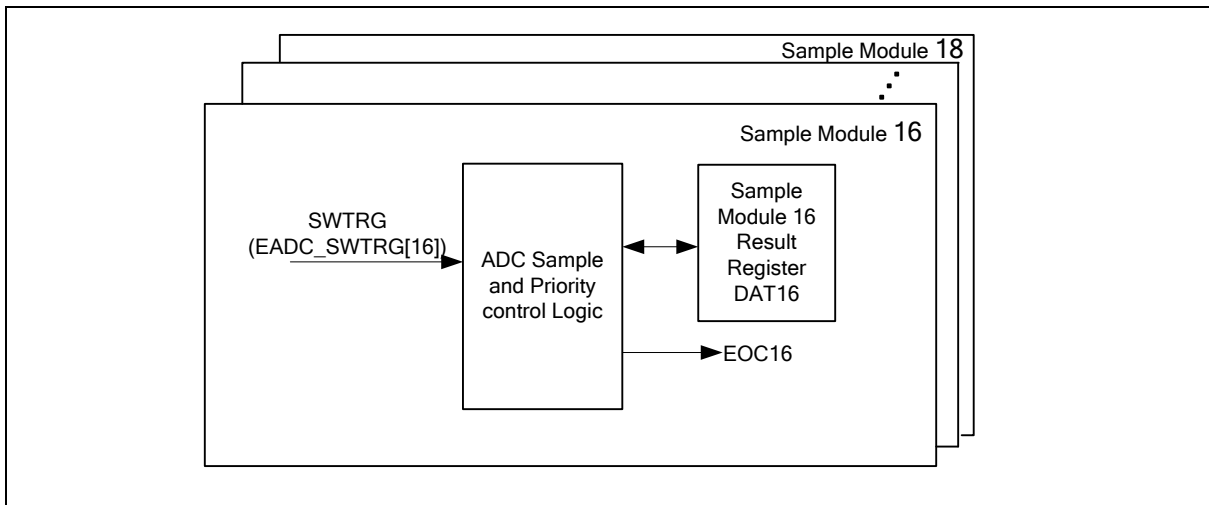 Sample Module 18
Sample Module 16
SWTRG
(EADC_SWTRG[16])
ADC Sample
and Priority
control Logic
Sample
Module 16
Result
Register
DAT16
EOC16